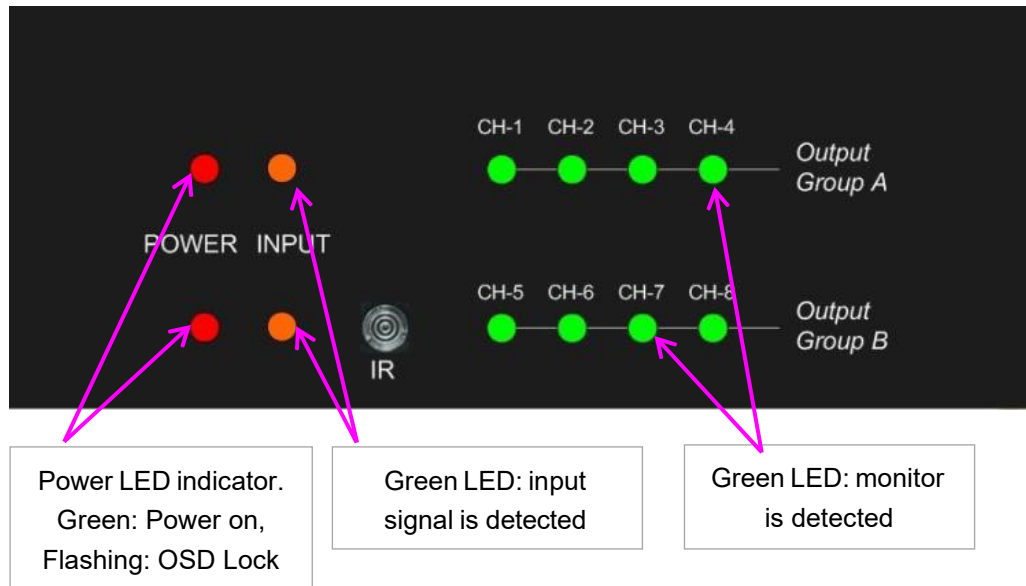 CH-1 CH-2 CH-3 CH-4
Output
Group A
POWER INPUT
CH-5 CH-6 CH-7 CH-8
Output
Group B
IR
Power LED indicator.
Green: Power on,
Flashing: OSD Lock
Green LED: input
signal is detected
Green LED: monitor
is detected